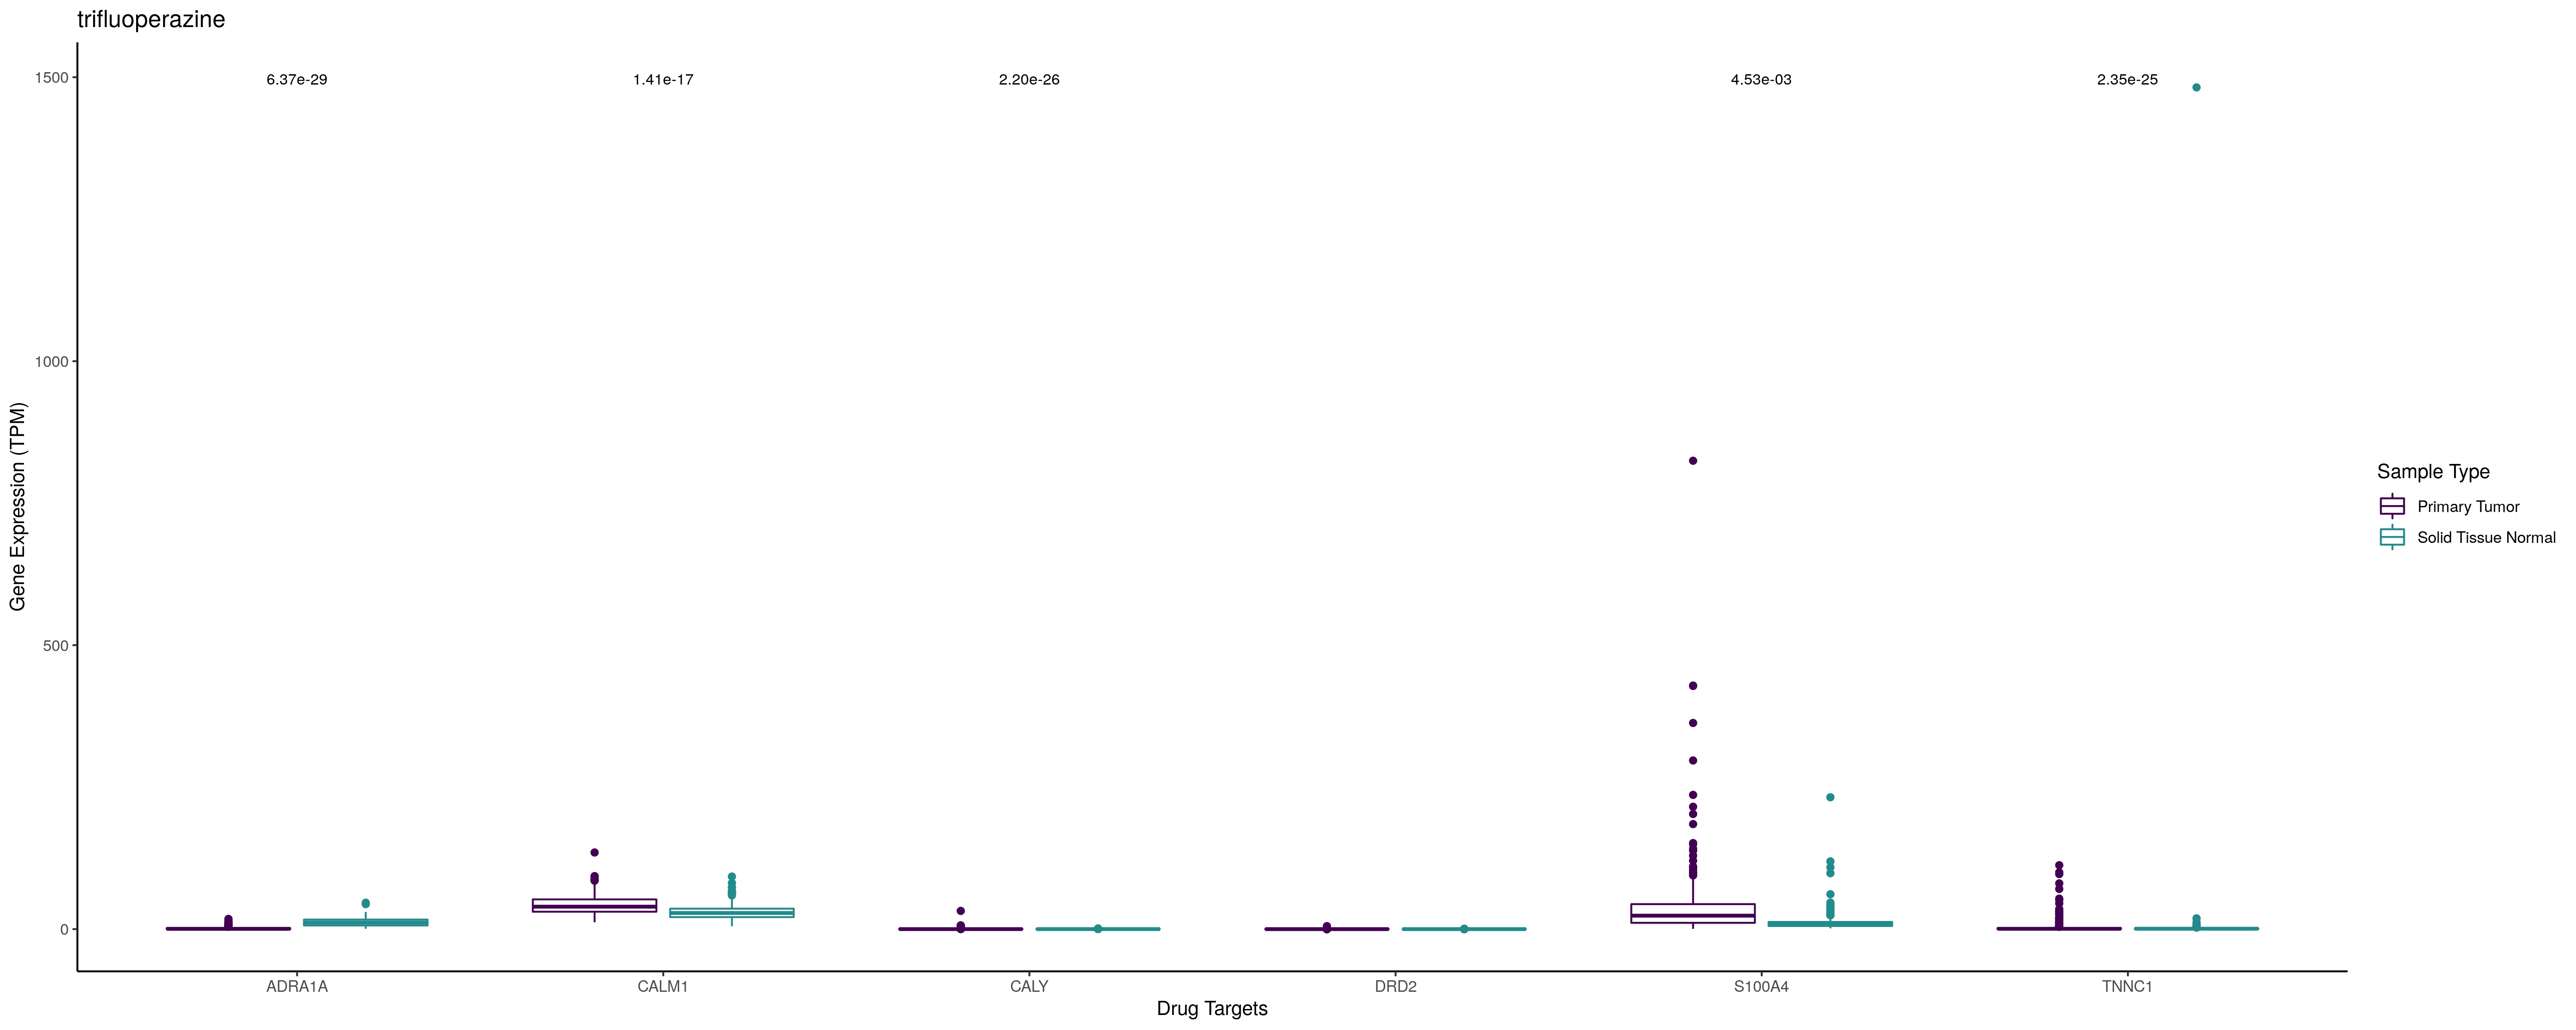 trifluoperazine
6.37e-29 1.41e-17 2.20e-26 4.53e-03 2.35e-25
1500
1000
500
0
Gene Expression (TPM)
ADRA1A CALM1 CALY DRD2 S100A4 TNNC1
Drug Targets
Sample Type
Primary Tumor
Solid Tissue Normal